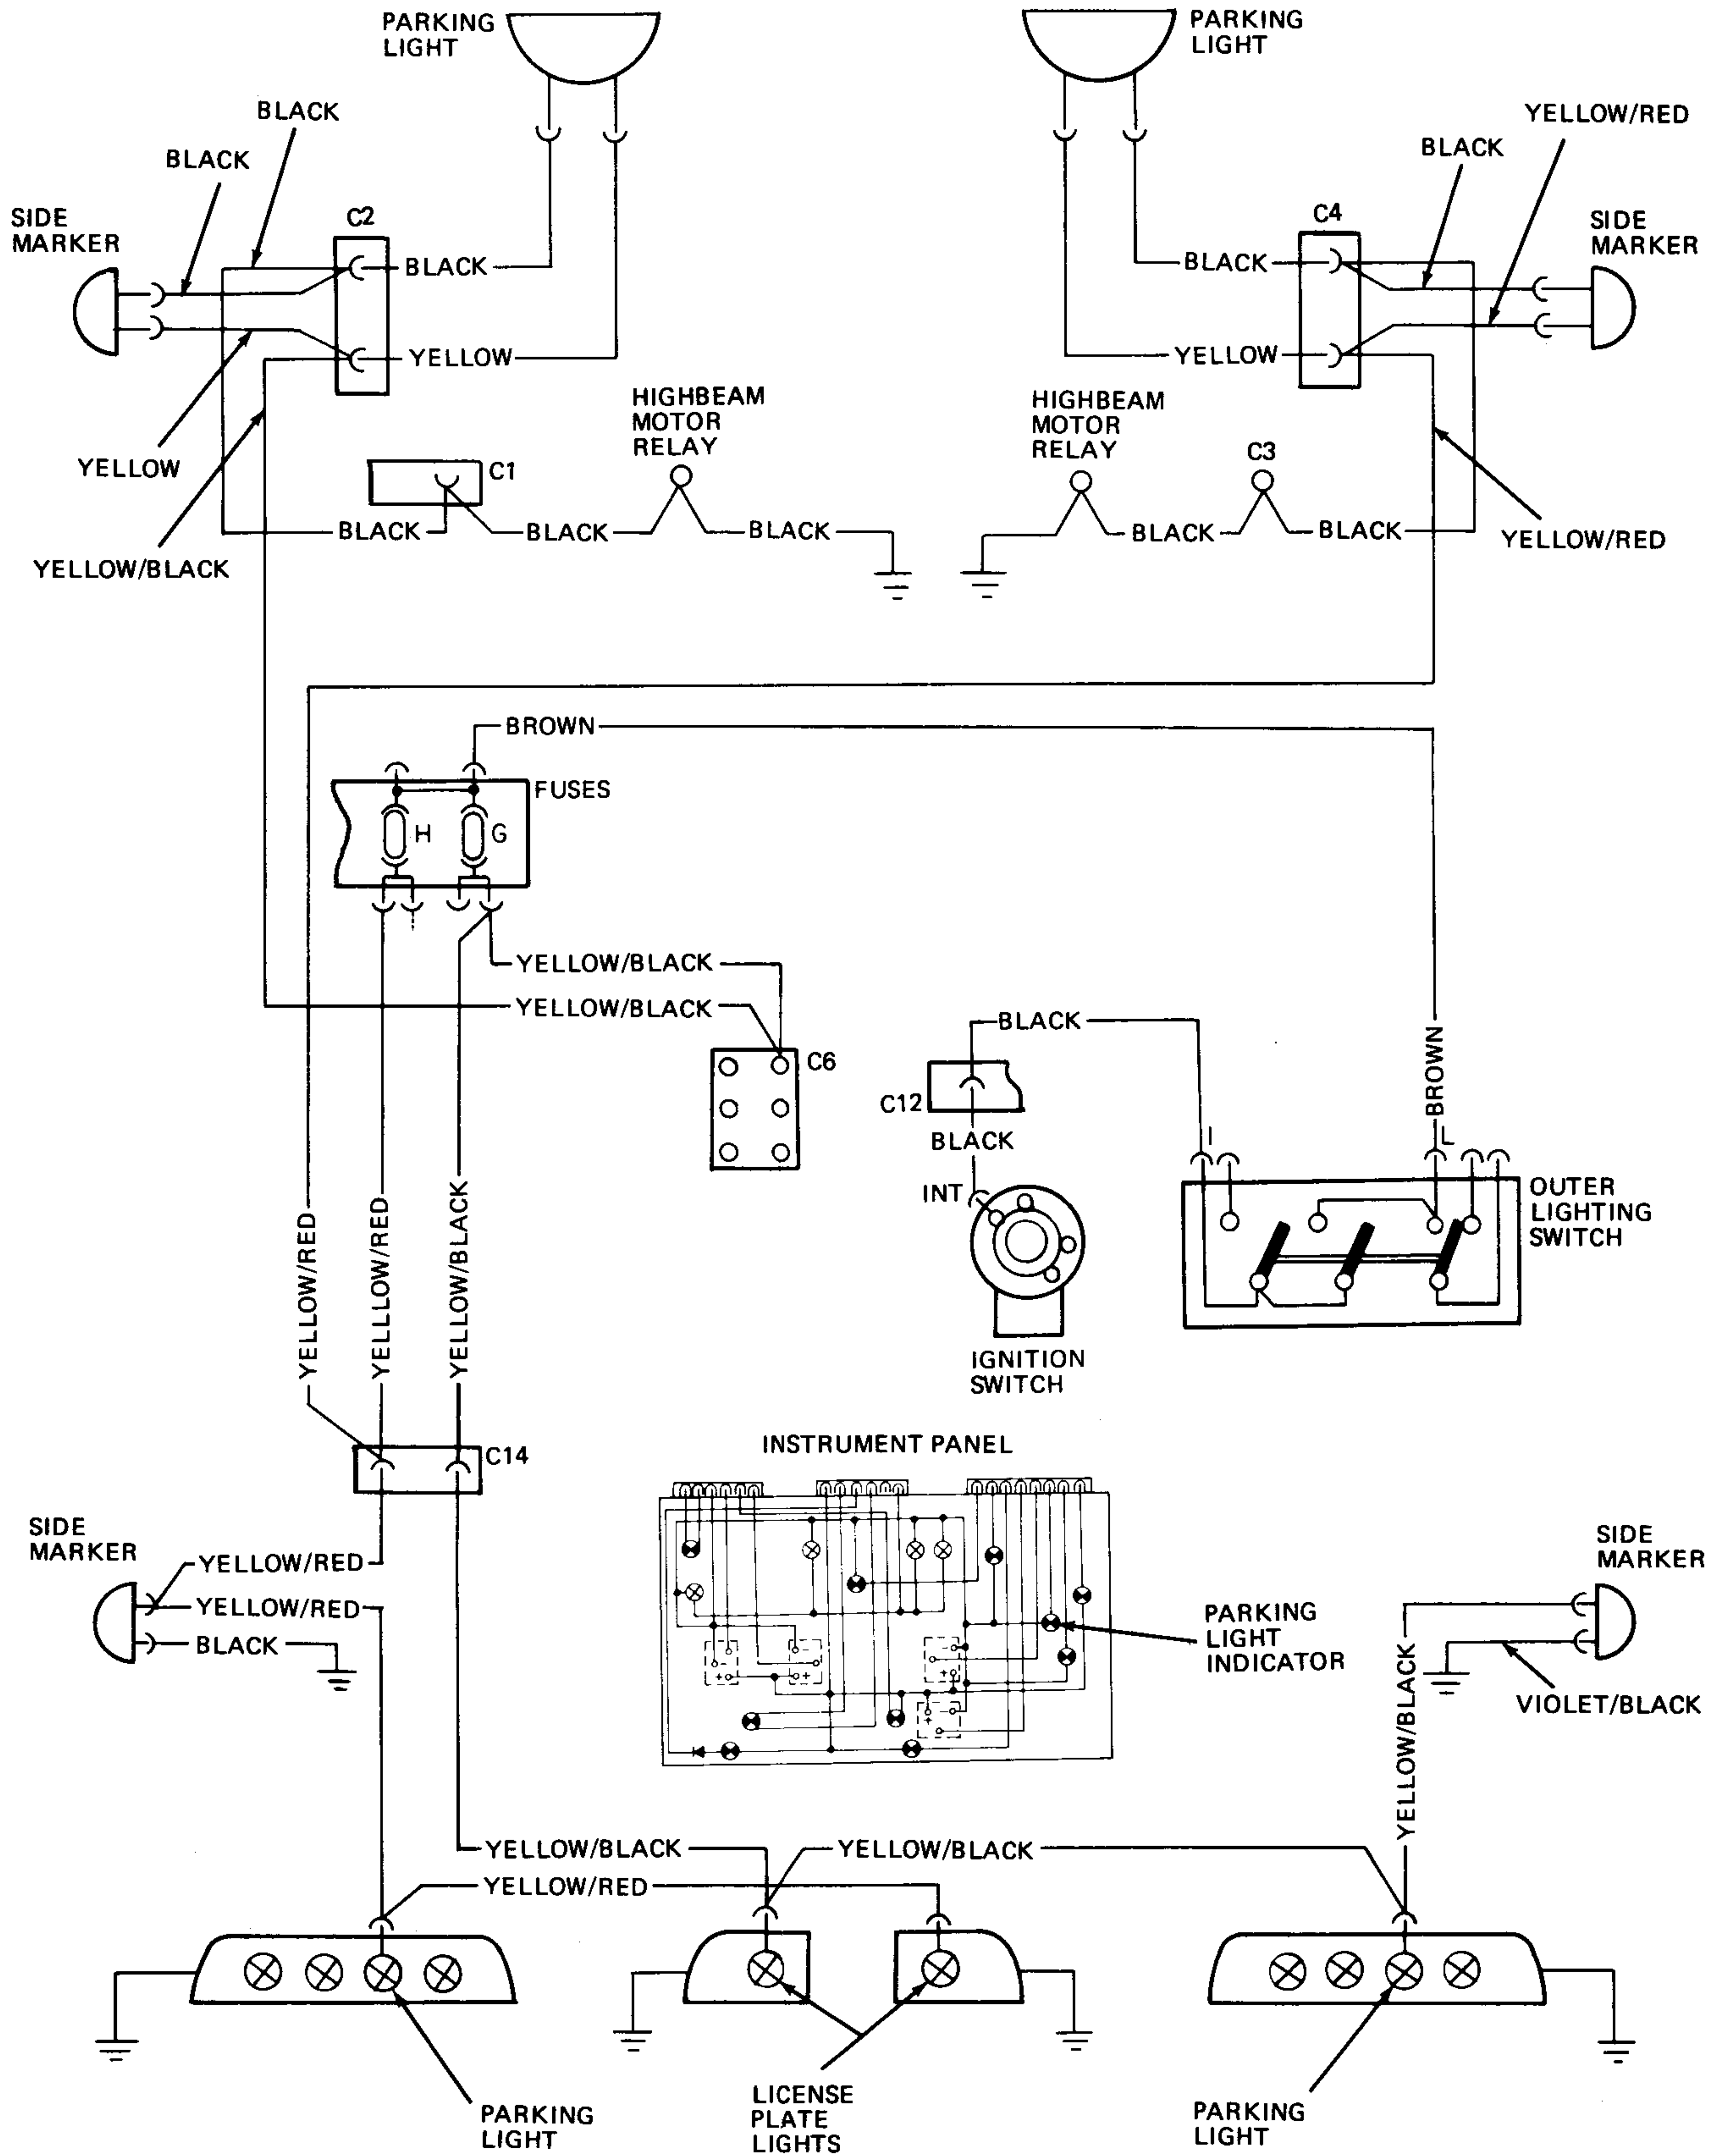 PARKING
LIGHT
PARKING
LIGHT
BLACK
YELLOW/RED
BLACK
BLACK
C2
C4
SIDE
MARKER
SIDE
MARKER
BLACK
BLACK
YELLOW
YELLOW
HIGHBEAM
MOTOR
RELAY
HIGHBEAM
MOTOR
RELAY
YELLOW
C1
C3
BLACK
BLACK
BLACK
BLACK
BLACK
YELLOW/RED
YELLOW/BLACK
BROWN
FUSES
H
G
YELLOW/BLACK
YELLOW/BLACK
BLACK
C6
C12
BROWN
BLACK
I
L
INT
OUTER
LIGHTING
SWITCH
YELLOW/RED
YELLOW/RED
YELLOW/BLACK
IGNITION
SWITCH
C14
INSTRUMENT PANEL
SIDE
MARKER
YELLOW/RED
YELLOW/RED
BLACK
SIDE
MARKER
PARKING
LIGHT
INDICATOR
YELLOW/BLACK
VIOLET/BLACK
YELLOW/BLACK
YELLOW/BLACK
YELLOW/RED
PARKING
LIGHT
LICENSE
PLATE
LIGHTS
PARKING
LIGHT